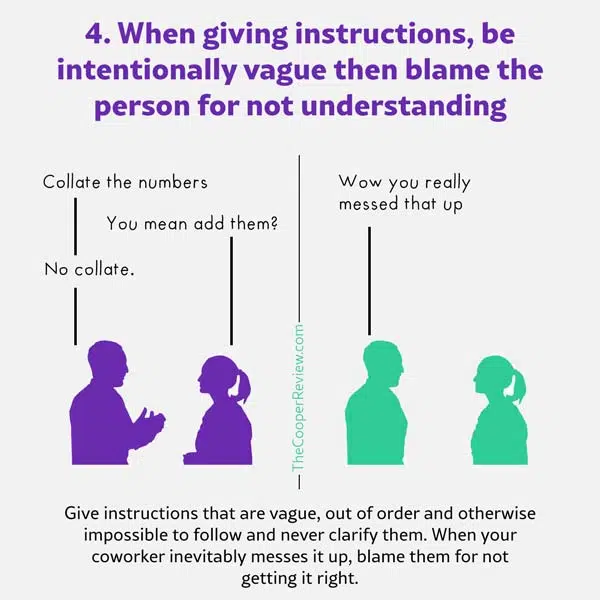 4. When giving instructions, be
intentionally vague then blame the
person for not understanding
Collate the numbers
You mean add them?
No collate.
Wow you really
messed that up
TheCooperReview.com
Give instructions that are vague, out of order and otherwise
impossible to follow and never clarify them. When your
coworker inevitably messes it up, blame them for not
getting it right.